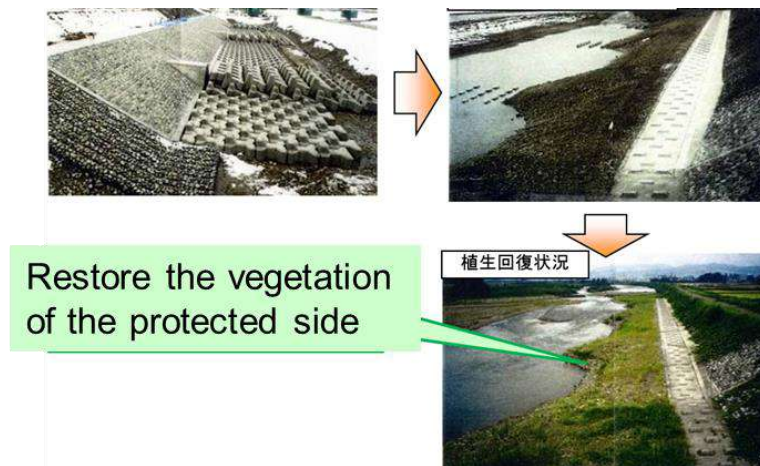 植生回復状況
Restore the vegetation
of the protected side